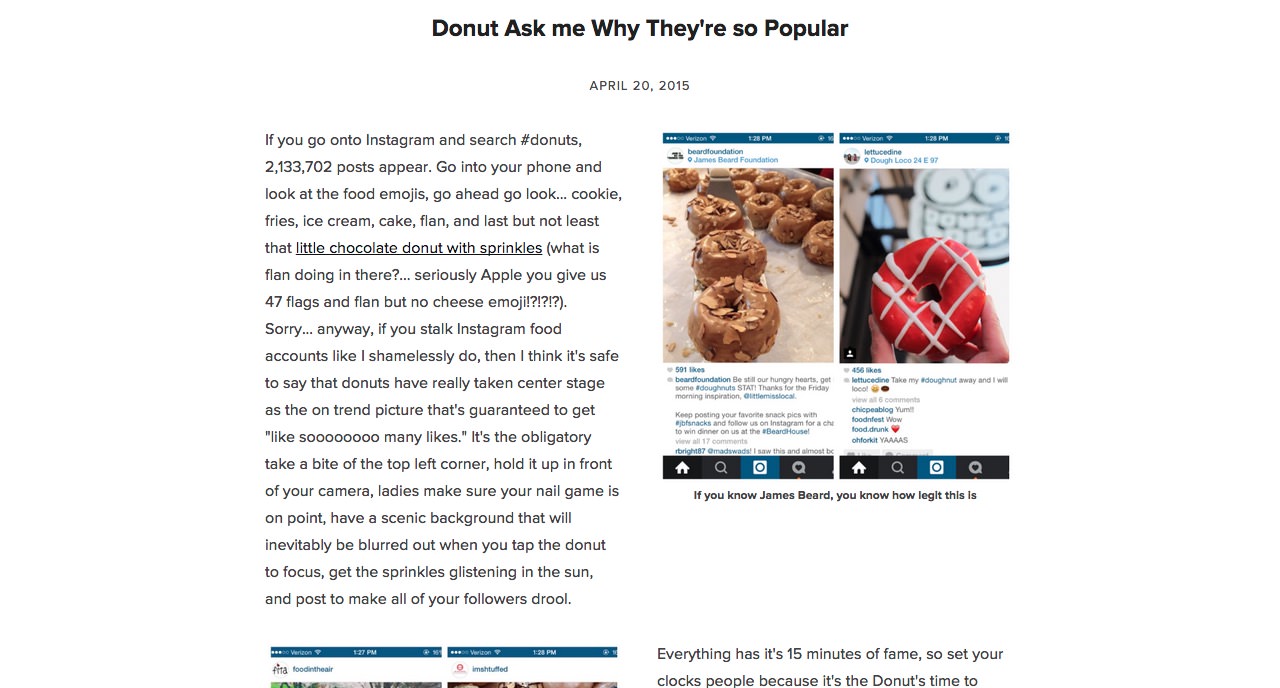 Donut Ask me Why They're so Popular
APRIL 20, 2015
If you go onto Instagram and search #donuts,
2,133,702 posts appear. Go into your phone and
look at the food emojis, go ahead go look... cookie,
fries, ice cream, cake, flan, and last but not least
that little chocolate donut with sprinkles (what is
flan doing in there?... seriously Apple you give us
47 flags and flan but no cheese emoji!?!?!?).
Sorry... anyway, if you stalk Instagram food
accounts like I shamelessly do, then I think it's safe
to say that donuts have really taken center stage
as the on trend picture that's guaranteed to get
"like soooooooo many likes." It's the obligatory
take a bite of the top left corner, hold it up in front
of your camera, ladies make sure your nail game is
on point, have a scenic background that will
inevitably be blurred out when you tap the donut
to focus, get the sprinkles glistening in the sun,
and post to make all of your followers drool.
Verizon 1:28 PM 16
beardfoundation
James Beard Foundation
591 likes
beardfoundation Be still our hungry hearts, get
some #doughnuts STAT! Thanks for the Friday
morning inspiration, @littlemisslocal.
Keep posting your favorite snack pics with
#jbfsnacks and follow us on Instagram for a cha
to win dinner on us at the #BeardHouse!
view all 17 comments
rbright87 @madswads! I saw this and almost bo
Verizon 1:28 PM
lettucedine
Dough Loco 24 E 97
DOUGH
456 likes
lettucedine Take my #doughnut away and I will
loco! 😄🍩
view all 6 comments
chicpeablog Yum!!
foodnfest Wow
food.drunk ❤️
ohforkit YAAAAS
Like Comment
If you know James Beard, you know how legit this is
Verizon 1:27 PM 16
fita foodintheair
Verizon 1:28 PM
imshtuffed
Everything has it's 15 minutes of fame, so set your
clocks people because it's the Donut's time to